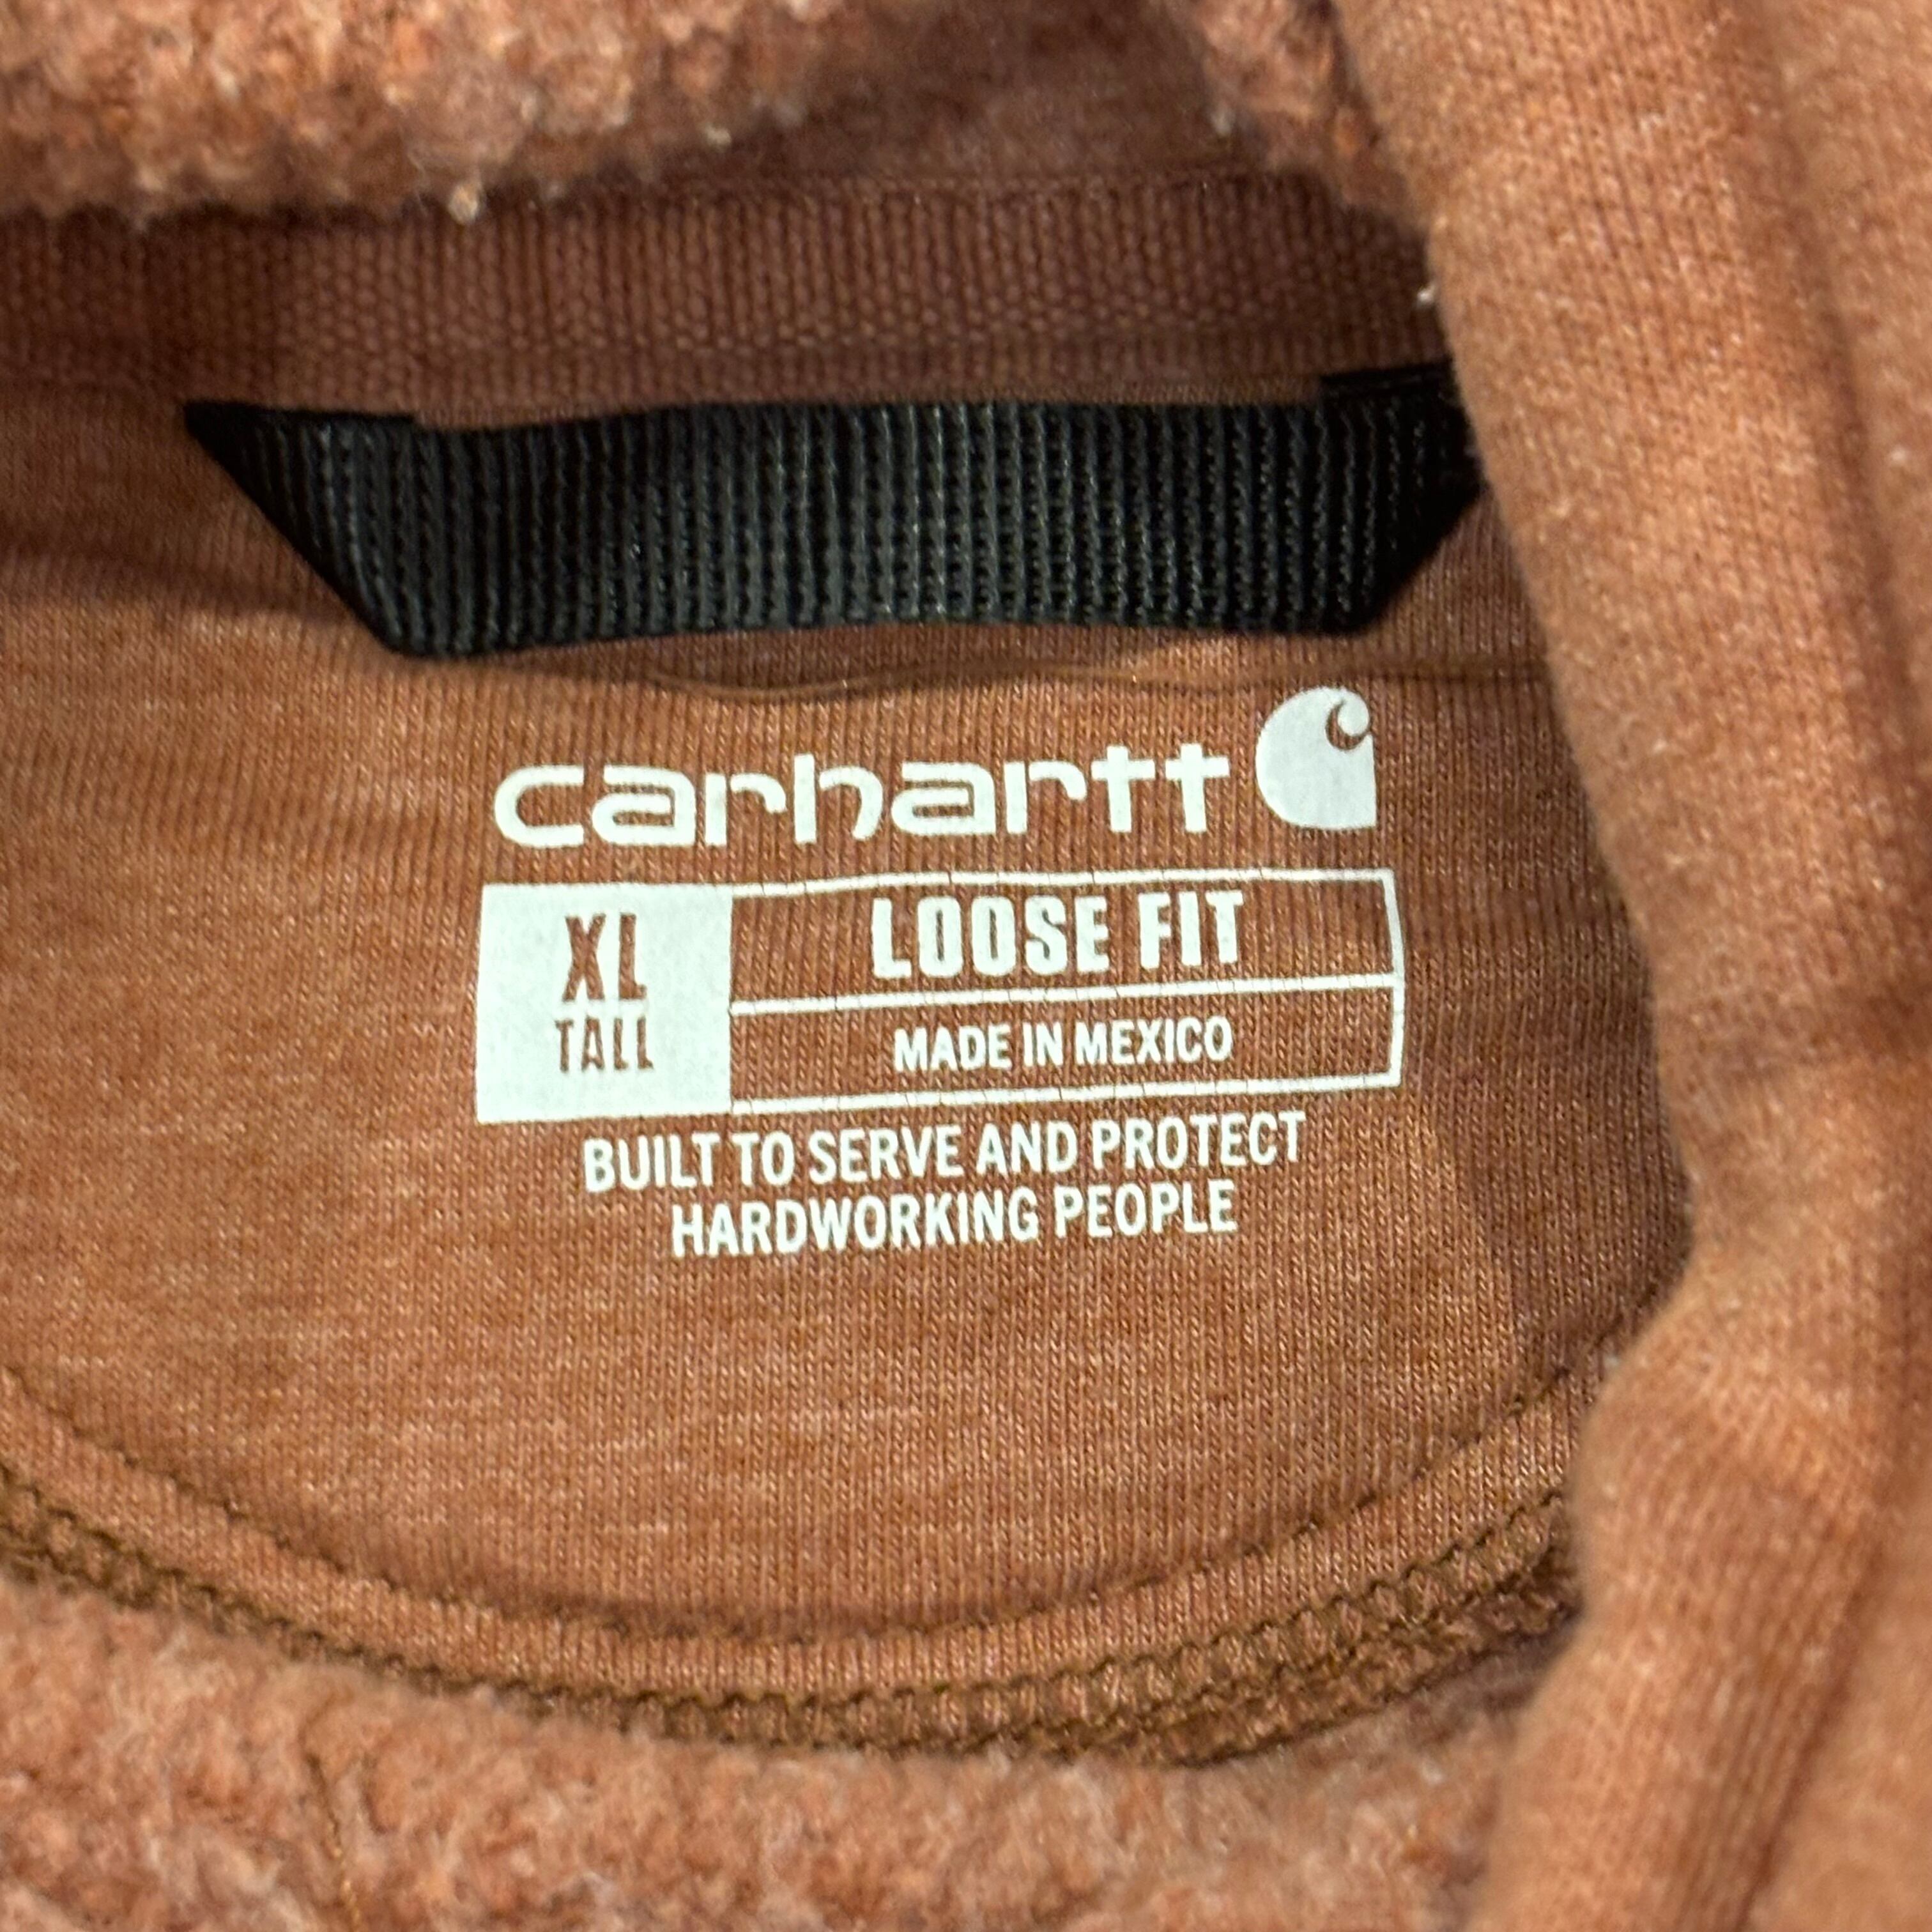 carhartt
XL
TALL
LOOSE FIT
MADE IN MEXICO
BUILT TO SERVE AND PROTECT
HARDWORKING PEOPLE